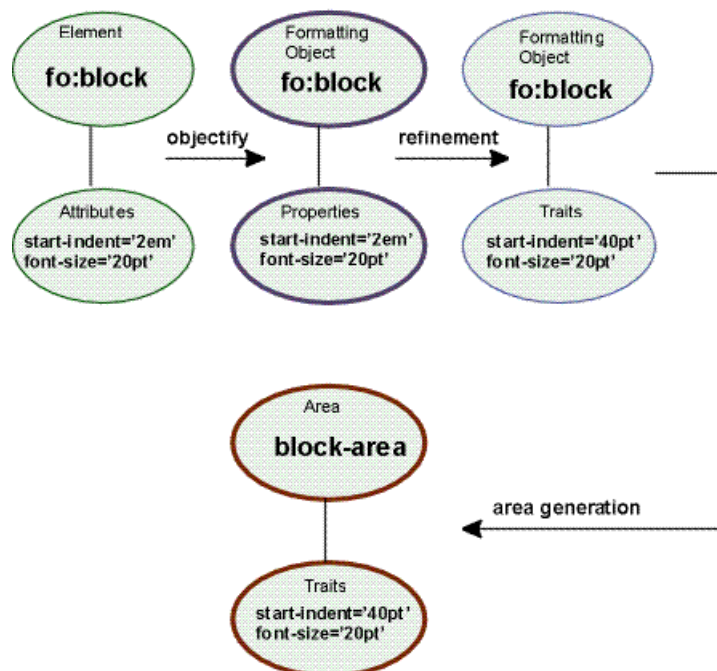 Element
fo:block
objectify
Attributes
start-indent='2em'
font-size='20pt'
Formatting
Object
fo:block
refinement
Properties
start-indent='2em'
font-size='20pt'
Formatting
Object
fo:block
Traits
start-indent='40pt'
font-size='20pt'
Area
block-area
area generation
Traits
start-indent='40pt'
font-size='20pt'